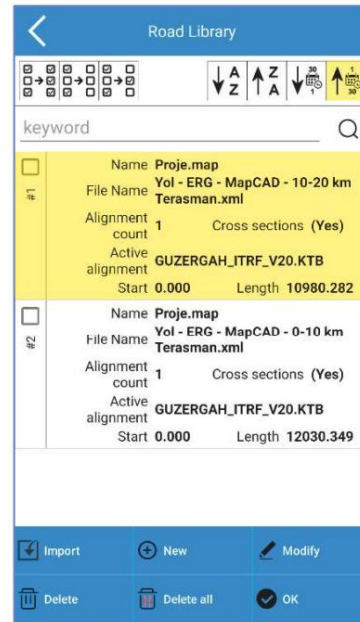 Road Library
A Z Z A 30 1 1 30
keyword
#1
Name Proje.map
File Name Yol - ERG - MapCAD - 10-20 km
Terasman.xml
Alignment count 1 Cross sections (Yes)
Active alignment GUZERGAH_ITRF_V20.KTB
Start 0.000 Length 10980.282
#2
Name Proje.map
File Name Yol - ERG - MapCAD - 0-10 km
Terasman.xml
Alignment count 1 Cross sections (Yes)
Active alignment GUZERGAH_ITRF_V20.KTB
Start 0.000 Length 12030.349
Import New Modify
Delete Delete all OK